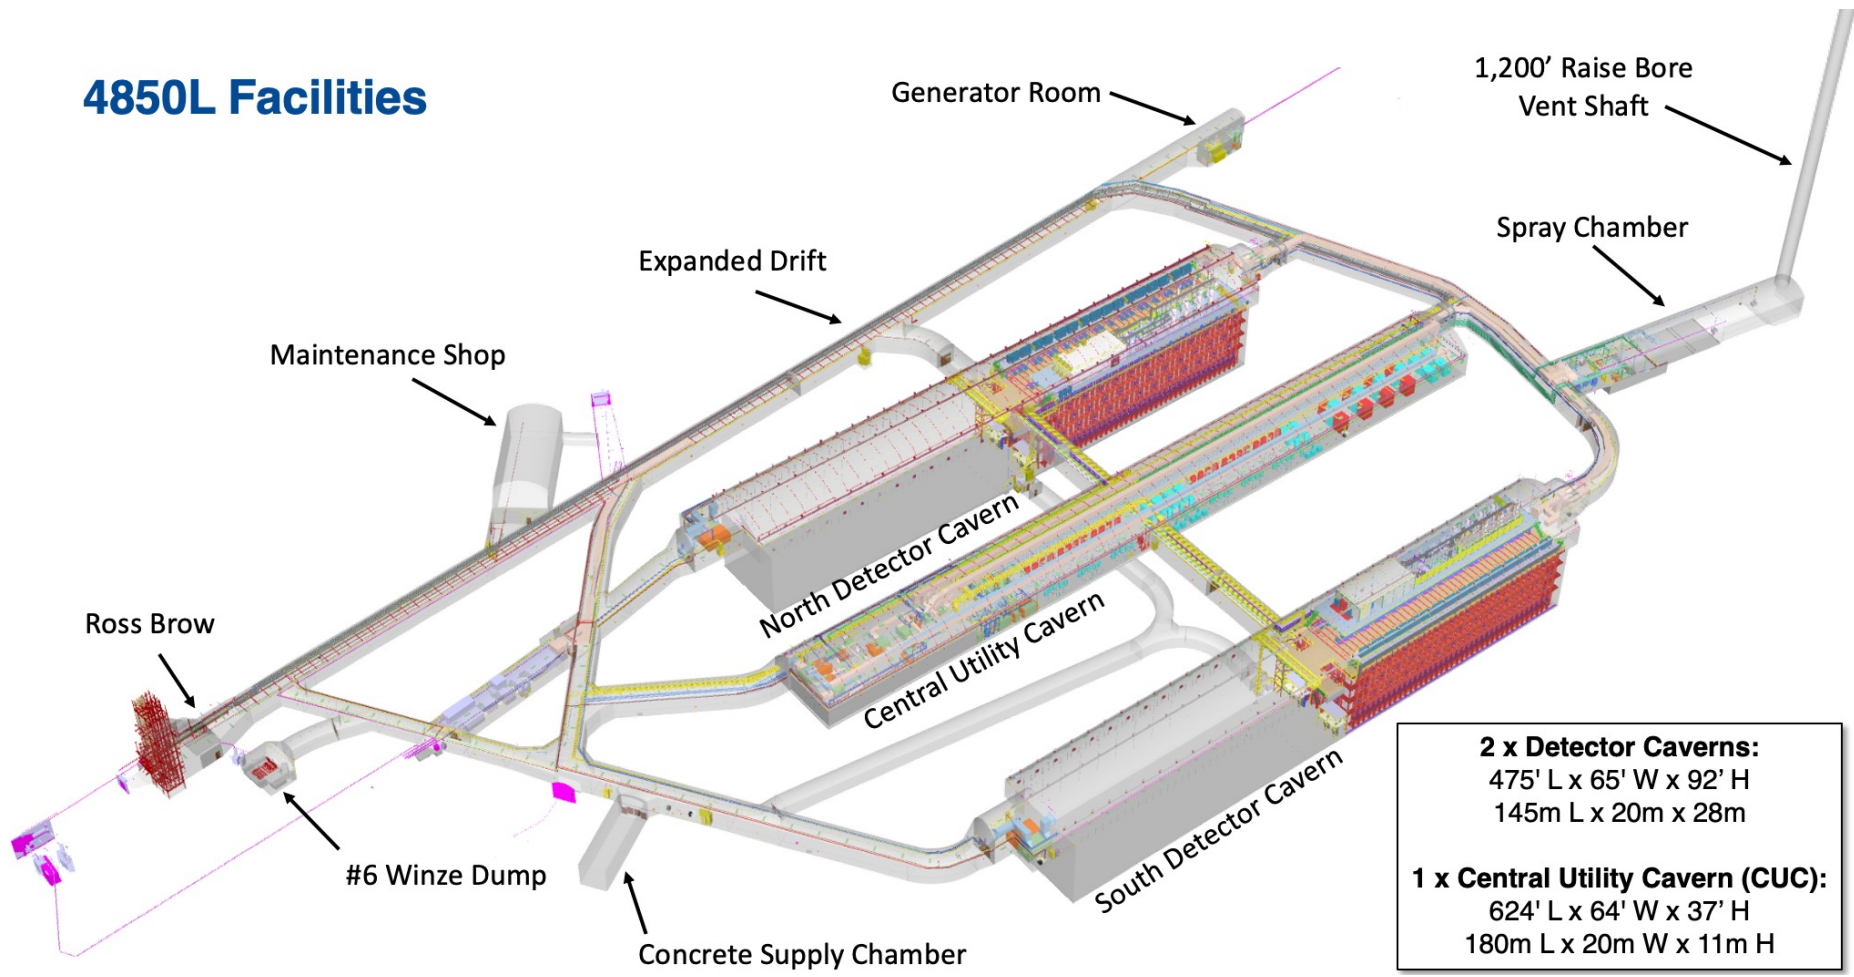 4850L Facilities
Generator Room
1,200’ Raise Bore
Vent Shaft
Spray Chamber
Expanded Drift
Maintenance Shop
North Detector Cavern
Ross Brow
Central Utility Cavern
South Detector Cavern
#6 Winze Dump
Concrete Supply Chamber
2 x Detector Caverns:
475' L x 65' W x 92’ H
145m L x 20m x 28m
1 x Central Utility Cavern (CUC):
624' L x 64' W x 37’ H
180m L x 20m W x 11m H